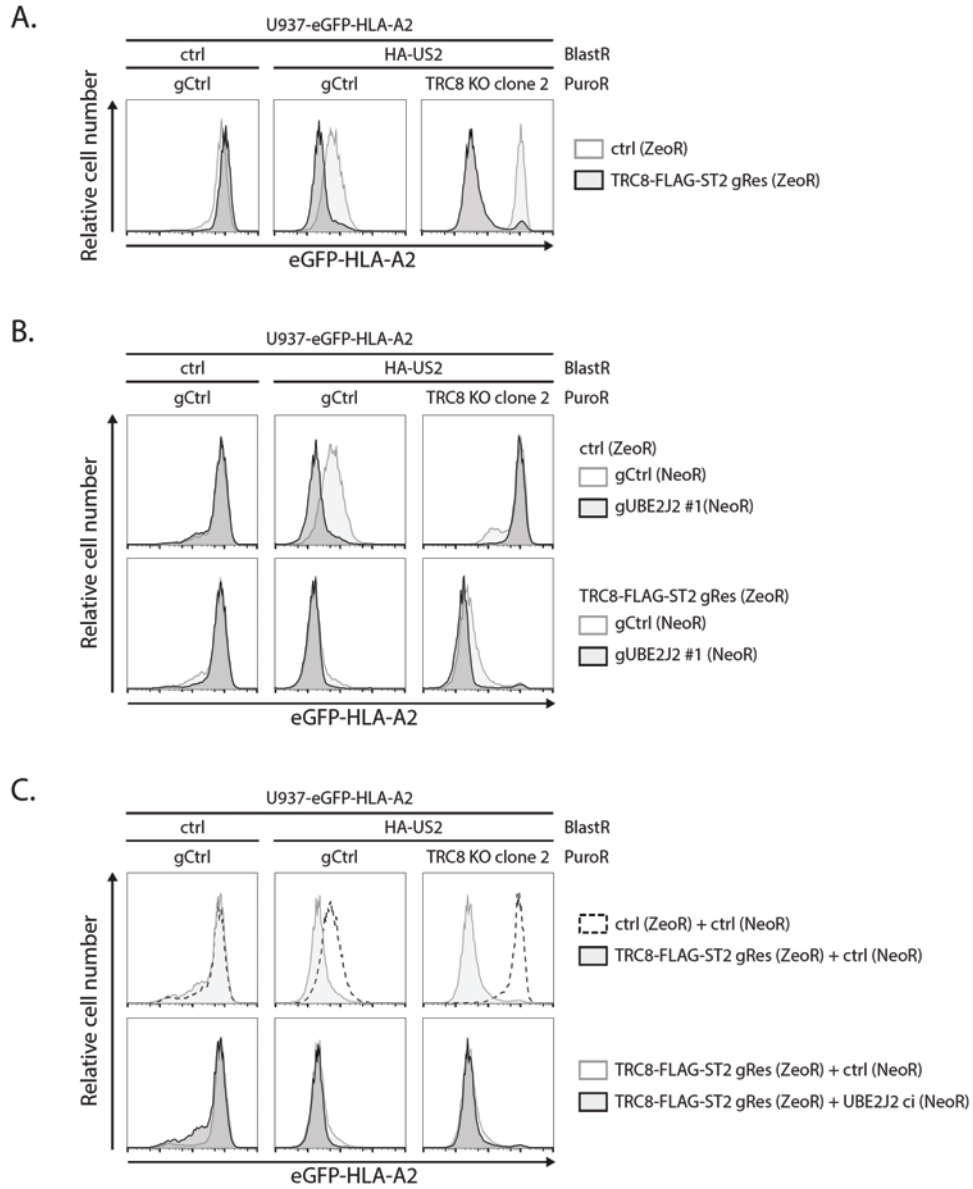 A.
U937-eGFP-HLA-A2
ctrl HA-US2 BlastR
gCtrl gCtrl TRC8 KO clone 2 PuroR
Relative cell number
ctrl (ZeoR)
TRC8-FLAG-ST2 gRes (ZeoR)
eGFP-HLA-A2
B.
U937-eGFP-HLA-A2
ctrl HA-US2 BlastR
gCtrl gCtrl TRC8 KO clone 2 PuroR
Relative cell number
ctrl (ZeoR)
gCtrl (NeoR)
gUBE2J2 #1(NeoR)
TRC8-FLAG-ST2 gRes (ZeoR)
gCtrl (NeoR)
gUBE2J2 #1 (NeoR)
eGFP-HLA-A2
C.
U937-eGFP-HLA-A2
ctrl HA-US2 BlastR
gCtrl gCtrl TRC8 KO clone 2 PuroR
Relative cell number
ctrl (ZeoR) + ctrl (NeoR)
TRC8-FLAG-ST2 gRes (ZeoR) + ctrl (NeoR)
TRC8-FLAG-ST2 gRes (ZeoR) + ctrl (NeoR)
TRC8-FLAG-ST2 gRes (ZeoR) + UBE2J2 ci (NeoR)
eGFP-HLA-A2